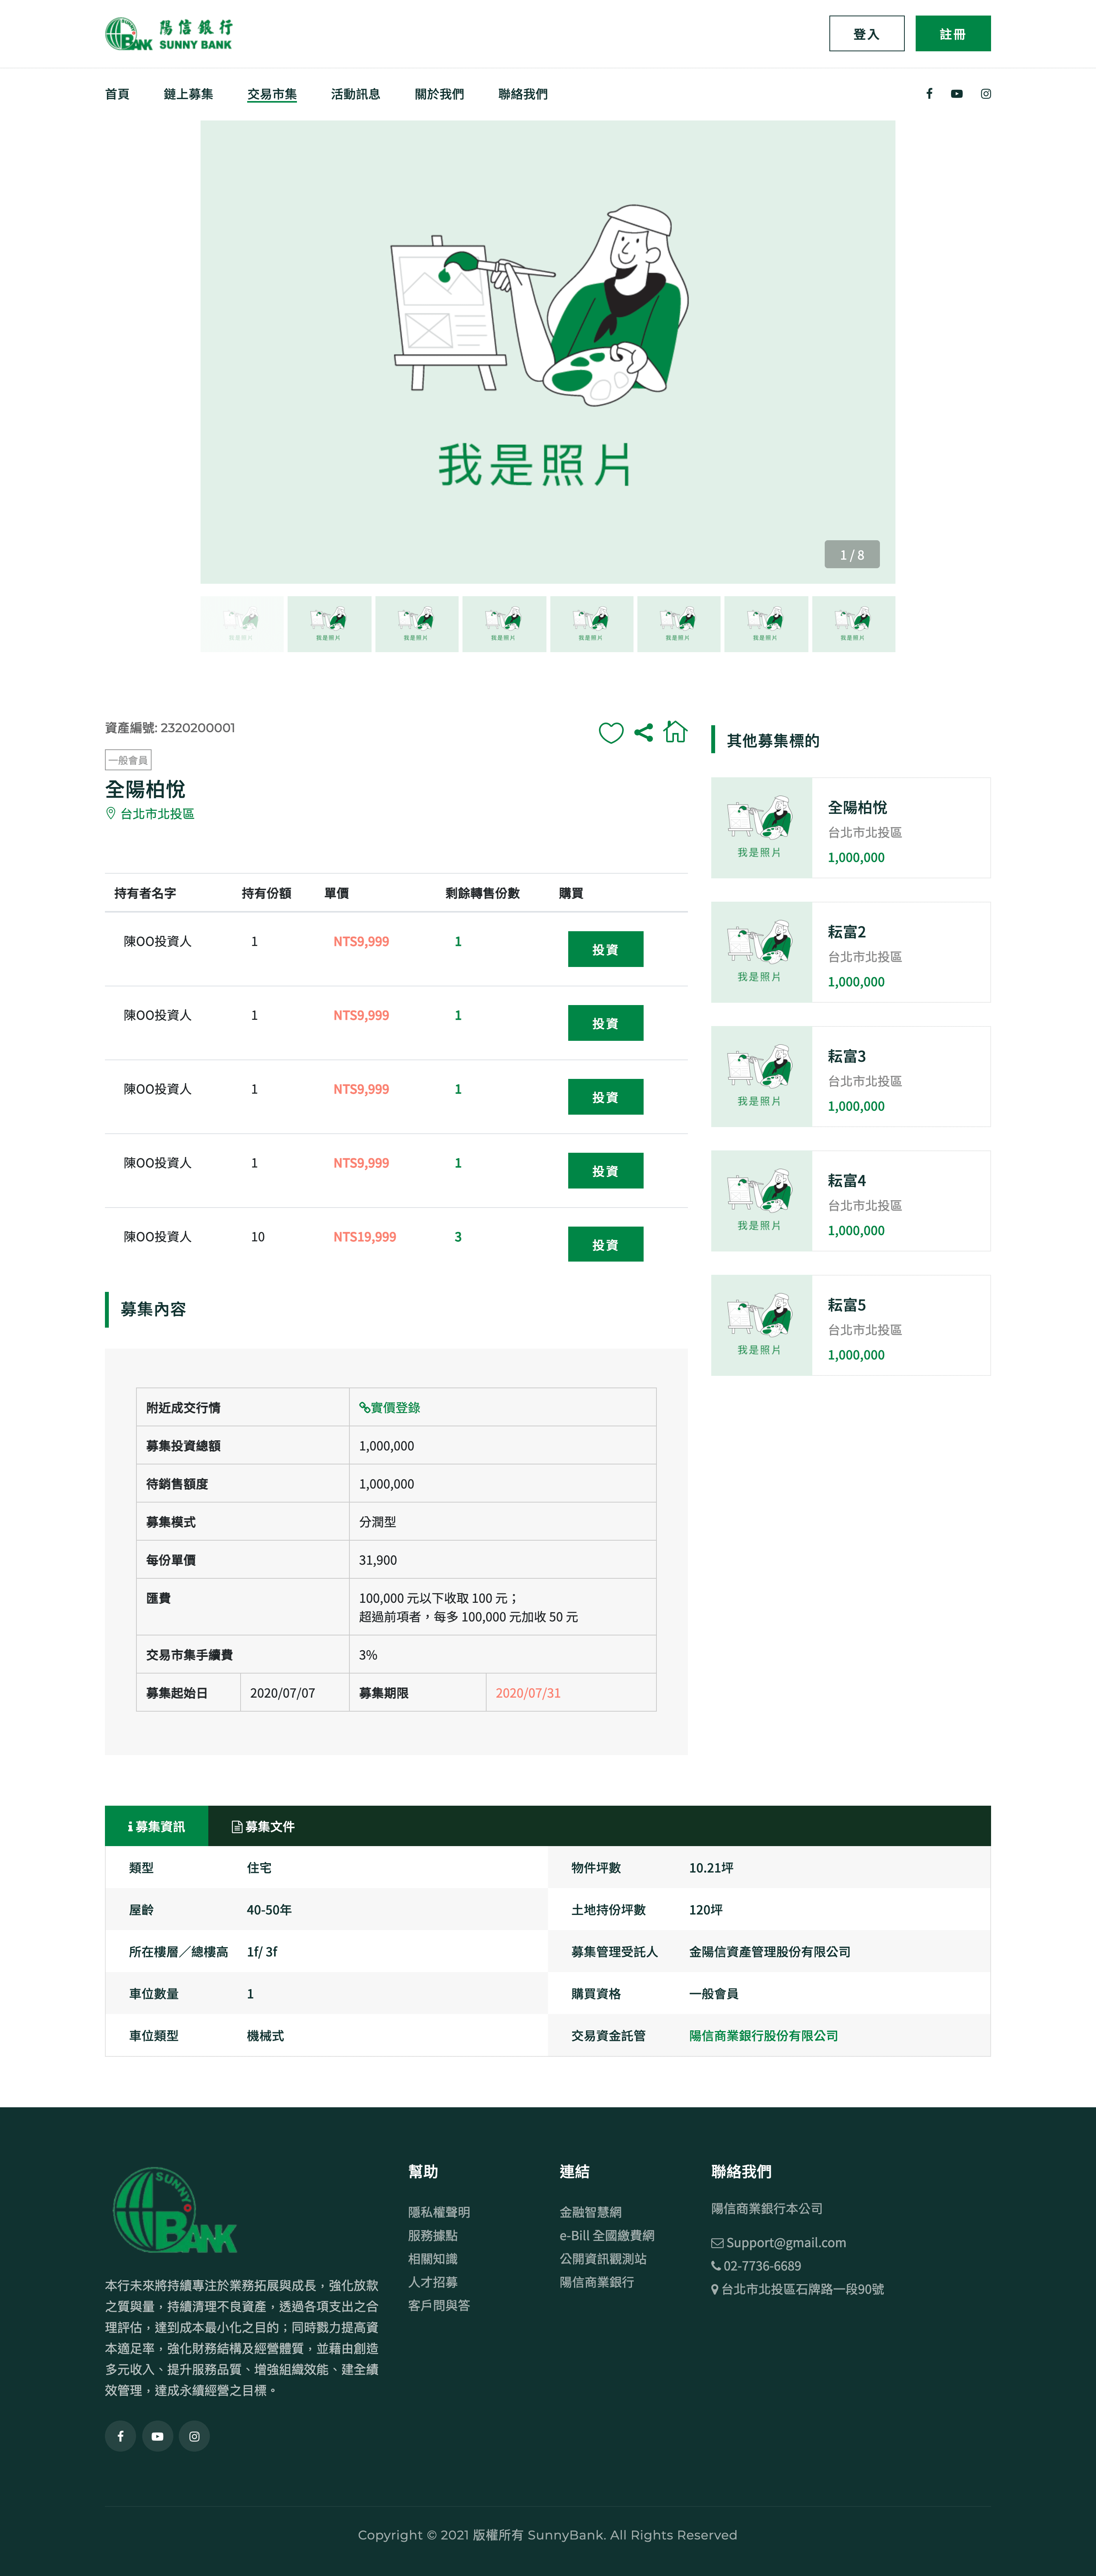 SUNNY BANK 陽信銀行
SUNNY BANK
登入
註冊
首頁
鏈上募集
交易市集
活動訊息
關於我們
聯絡我們
我是照片
1 / 8
我是照片
我是照片
我是照片
我是照片
我是照片
我是照片
我是照片
我是照片
資產編號: 2320200001
一般會員
全陽柏悅
台北市北投區
持有者名字 持有份額 單價 剩餘轉售份數 購買
陳OO投資人 1 NTS9,999 1 投資
陳OO投資人 1 NTS9,999 1 投資
陳OO投資人 1 NTS9,999 1 投資
陳OO投資人 1 NTS9,999 1 投資
陳OO投資人 10 NTS19,999 3 投資
募集內容
附近成交行情 實價登錄
募集投資總額 1,000,000
待銷售額度 1,000,000
募集模式 分潤型
每份單價 31,900
匯費 100,000 元以下收取 100 元；
超過前項者，每多 100,000 元加收 50 元
交易市集手續費 3%
募集起始日 2020/07/07 募集期限 2020/07/31
其他募集標的
我是照片
全陽柏悅
台北市北投區
1,000,000
我是照片
耘富2
台北市北投區
1,000,000
我是照片
耘富3
台北市北投區
1,000,000
我是照片
耘富4
台北市北投區
1,000,000
我是照片
耘富5
台北市北投區
1,000,000
募集資訊
募集文件
類型 住宅 物件坪數 10.21坪
屋齡 40-50年 土地持份坪數 120坪
所在樓層／總樓高 1f/ 3f 募集管理受託人 金陽信資產管理股份有限公司
車位數量 1 購買資格 一般會員
車位類型 機械式 交易資金託管 陽信商業銀行股份有限公司
SUNNY BANK
本行未來將持續專注於業務拓展與成長，強化放款
之質與量，持續清理不良資產，透過各項支出之合
理評估，達到成本最小化之目的；同時戮力提高資
本適足率，強化財務結構及經營體質，並藉由創造
多元收入、提升服務品質、增強組織效能、建全績
效管理，達成永續經營之目標。
幫助
隱私權聲明
服務據點
相關知識
人才招募
客戶問與答
連結
金融智慧網
e-Bill 全國繳費網
公開資訊觀測站
陽信商業銀行
聯絡我們
陽信商業銀行本公司
Support@gmail.com
02-7736-6689
台北市北投區石牌路一段90號
Copyright © 2021 版權所有 SunnyBank. All Rights Reserved